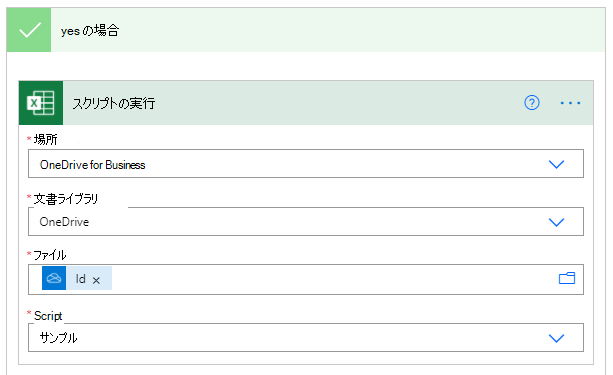 yes の場合
スクリプトの実行
* 場所
OneDrive for Business
* 文書ライブラリ
OneDrive
* ファイル
Id ×
* Script
サンプル